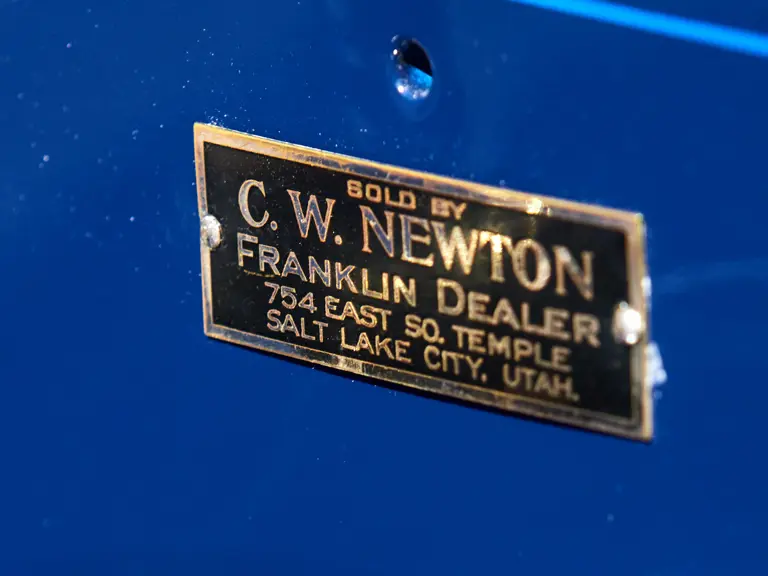 SOLD BY
C. W. NEWTON
FRANKLIN DEALER
754 EAST SO. TEMPLE
SALT LAKE CITY, UTAH.